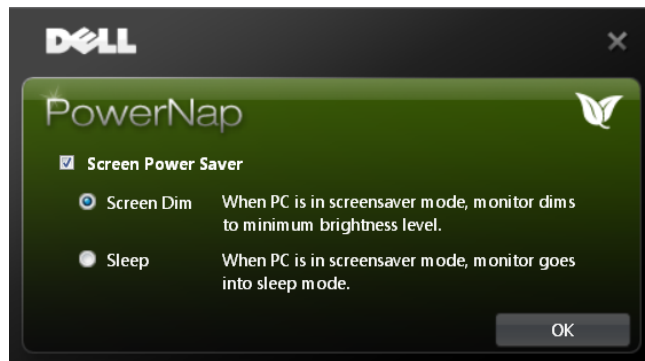 DELL
PowerNap
Screen Power Saver
Screen Dim When PC is in screensaver mode, monitor dims
to minimum brightness level.
Sleep When PC is in screensaver mode, monitor goes
into sleep mode.
OK